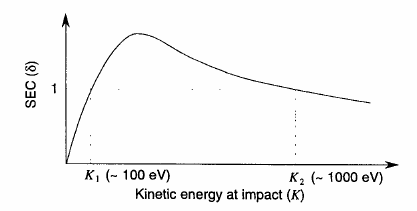 SEC (δ)
1
K1 (~ 100 eV)
K2 (~ 1000 eV)
Kinetic energy at impact (K)